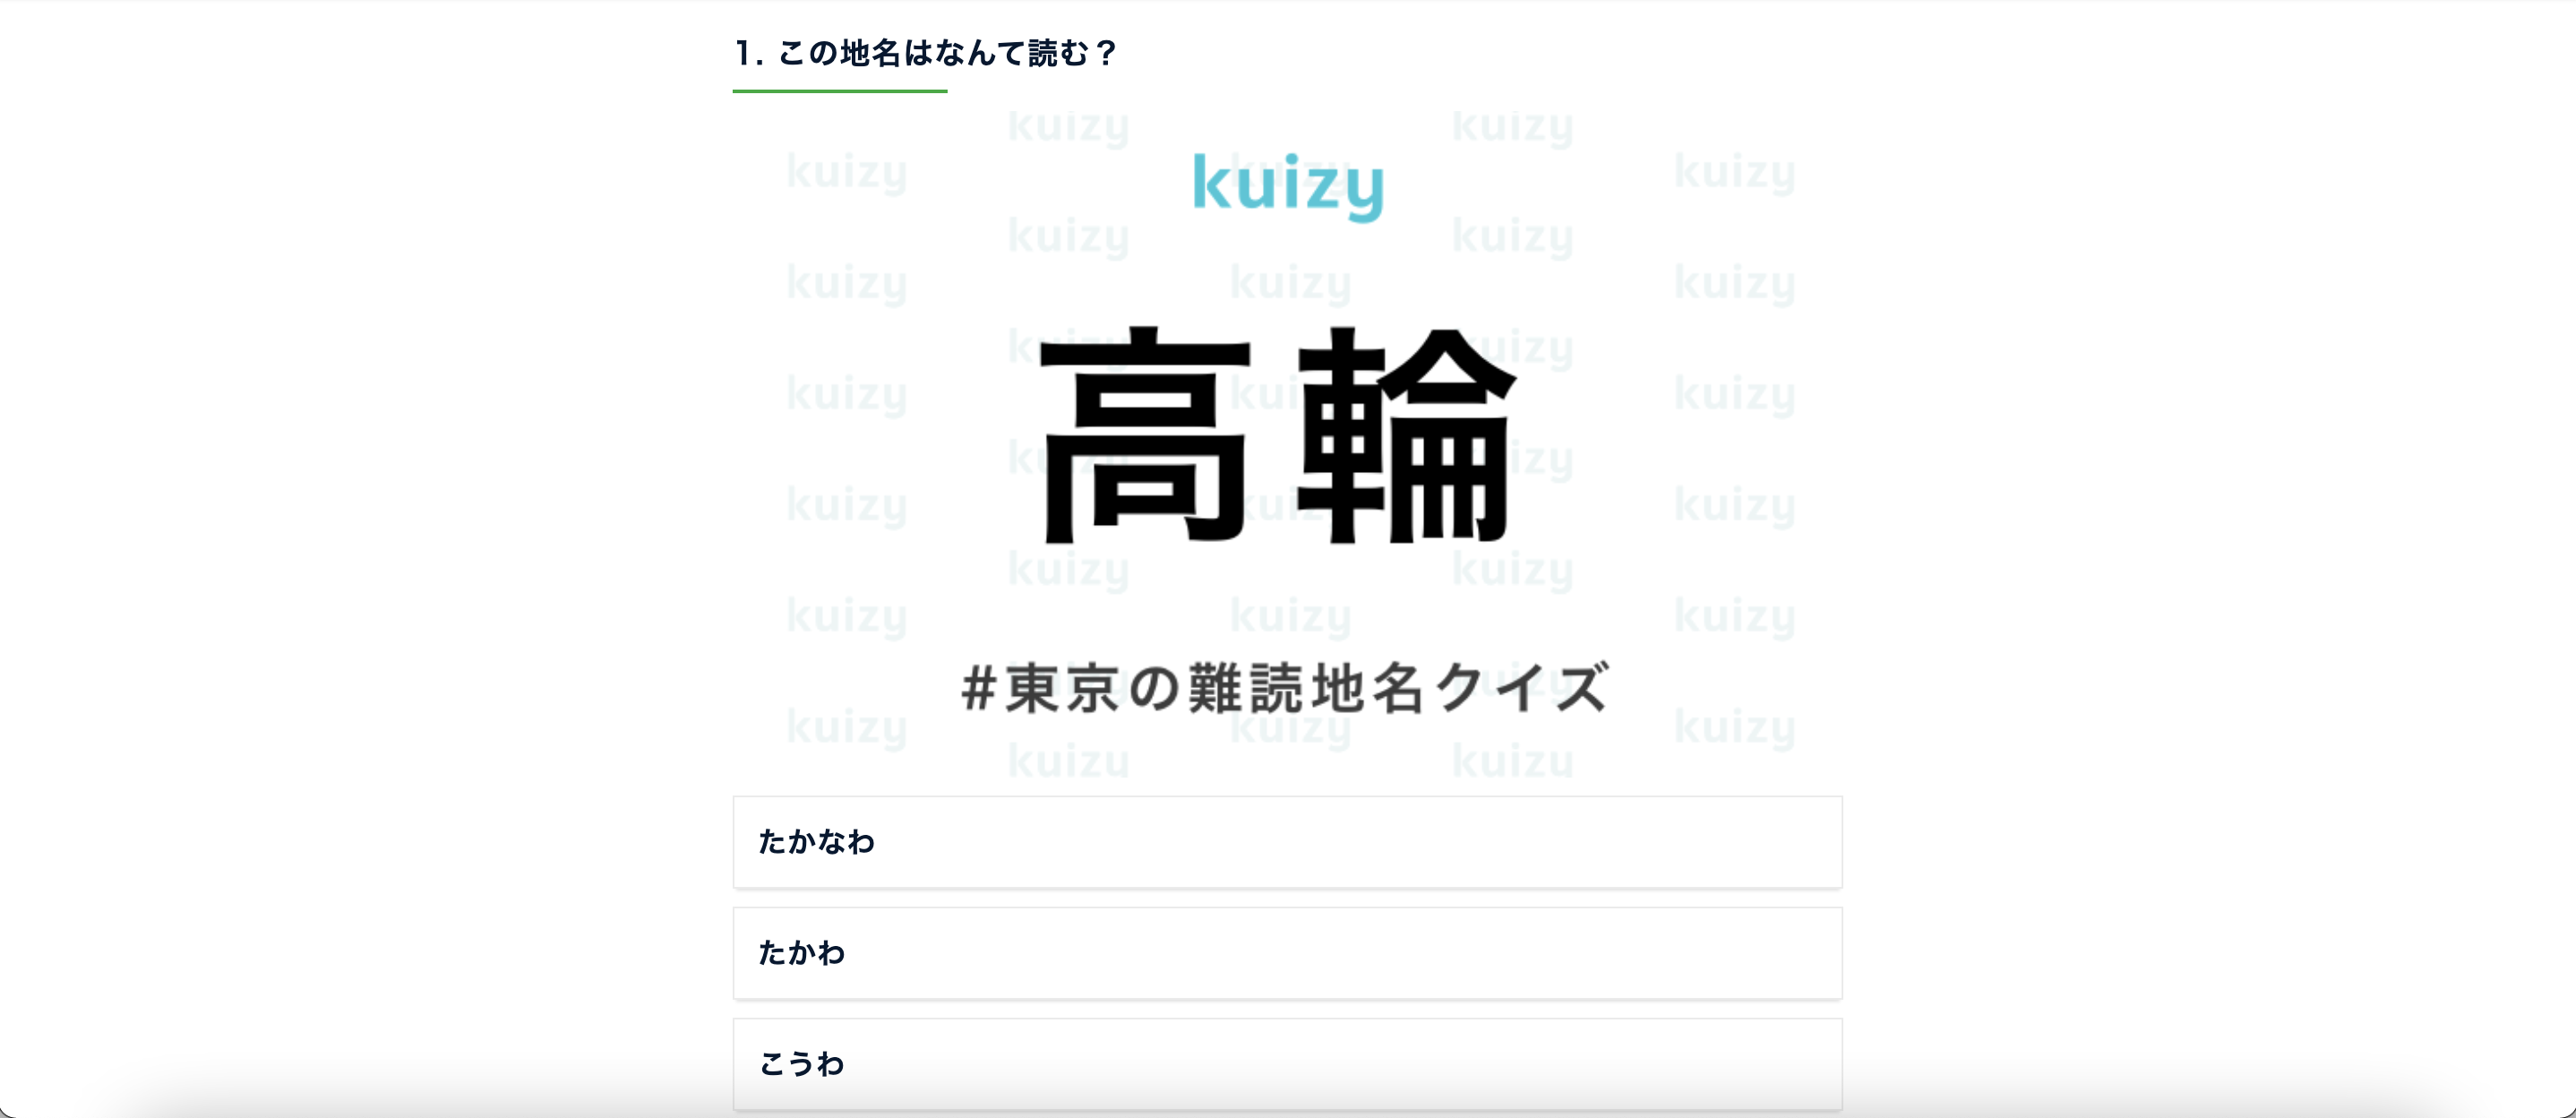 1. この地名はなんて読む？
kuizy
高輪
#東京の難読地名クイズ
たかなわ
たかわ
こうわ